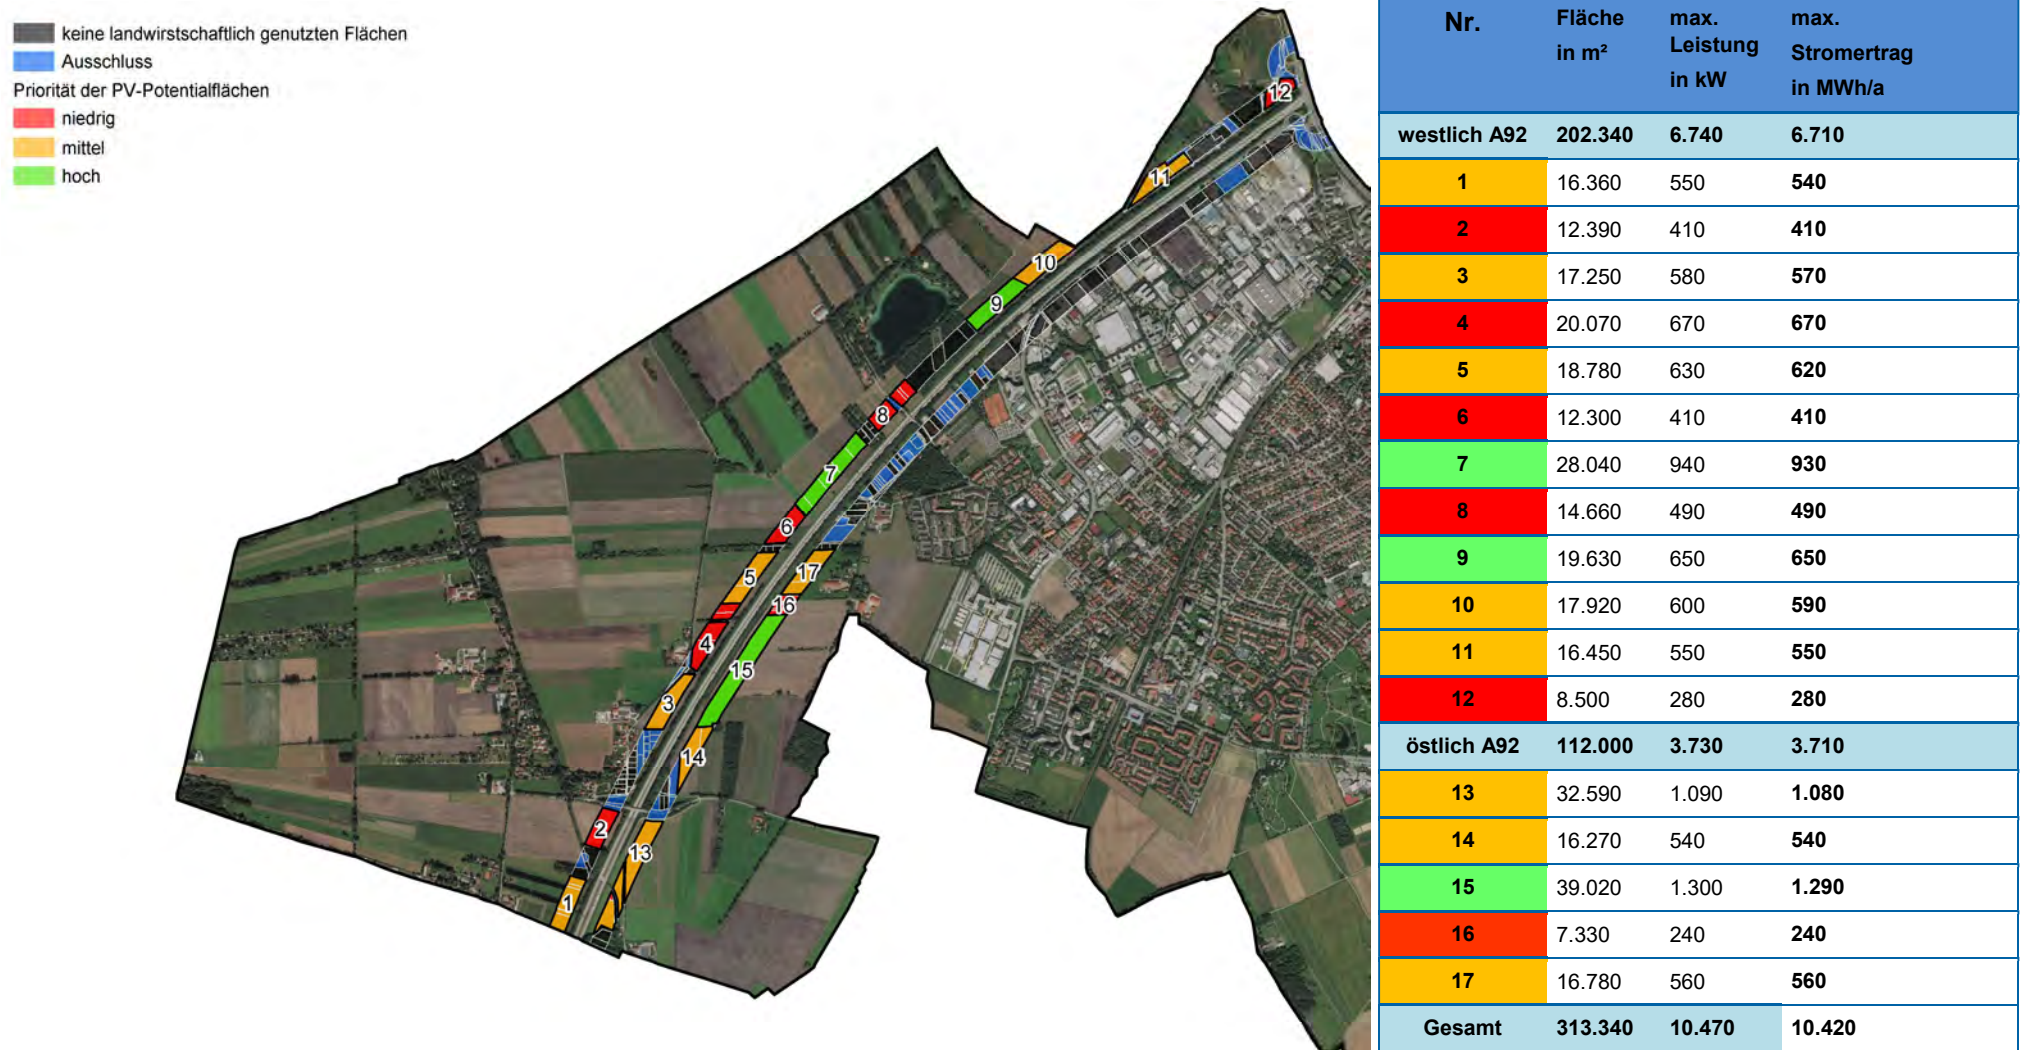 keine landwirstschaftlich genutzten Flächen
Ausschluss
Priorität der PV-Potentialflächen
niedrig
mittel
hoch
12
11
10
9
8
7
6
5
17
16
4
15
3
14
2
13
1
Nr. Fläche in m² max. Leistung in kW max. Stromertrag in MWh/a
westlich A92 202.340 6.740 6.710
1 16.360 550 540
2 12.390 410 410
3 17.250 580 570
4 20.070 670 670
5 18.780 630 620
6 12.300 410 410
7 28.040 940 930
8 14.660 490 490
9 19.630 650 650
10 17.920 600 590
11 16.450 550 550
12 8.500 280 280
östlich A92 112.000 3.730 3.710
13 32.590 1.090 1.080
14 16.270 540 540
15 39.020 1.300 1.290
16 7.330 240 240
17 16.780 560 560
Gesamt 313.340 10.470 10.420